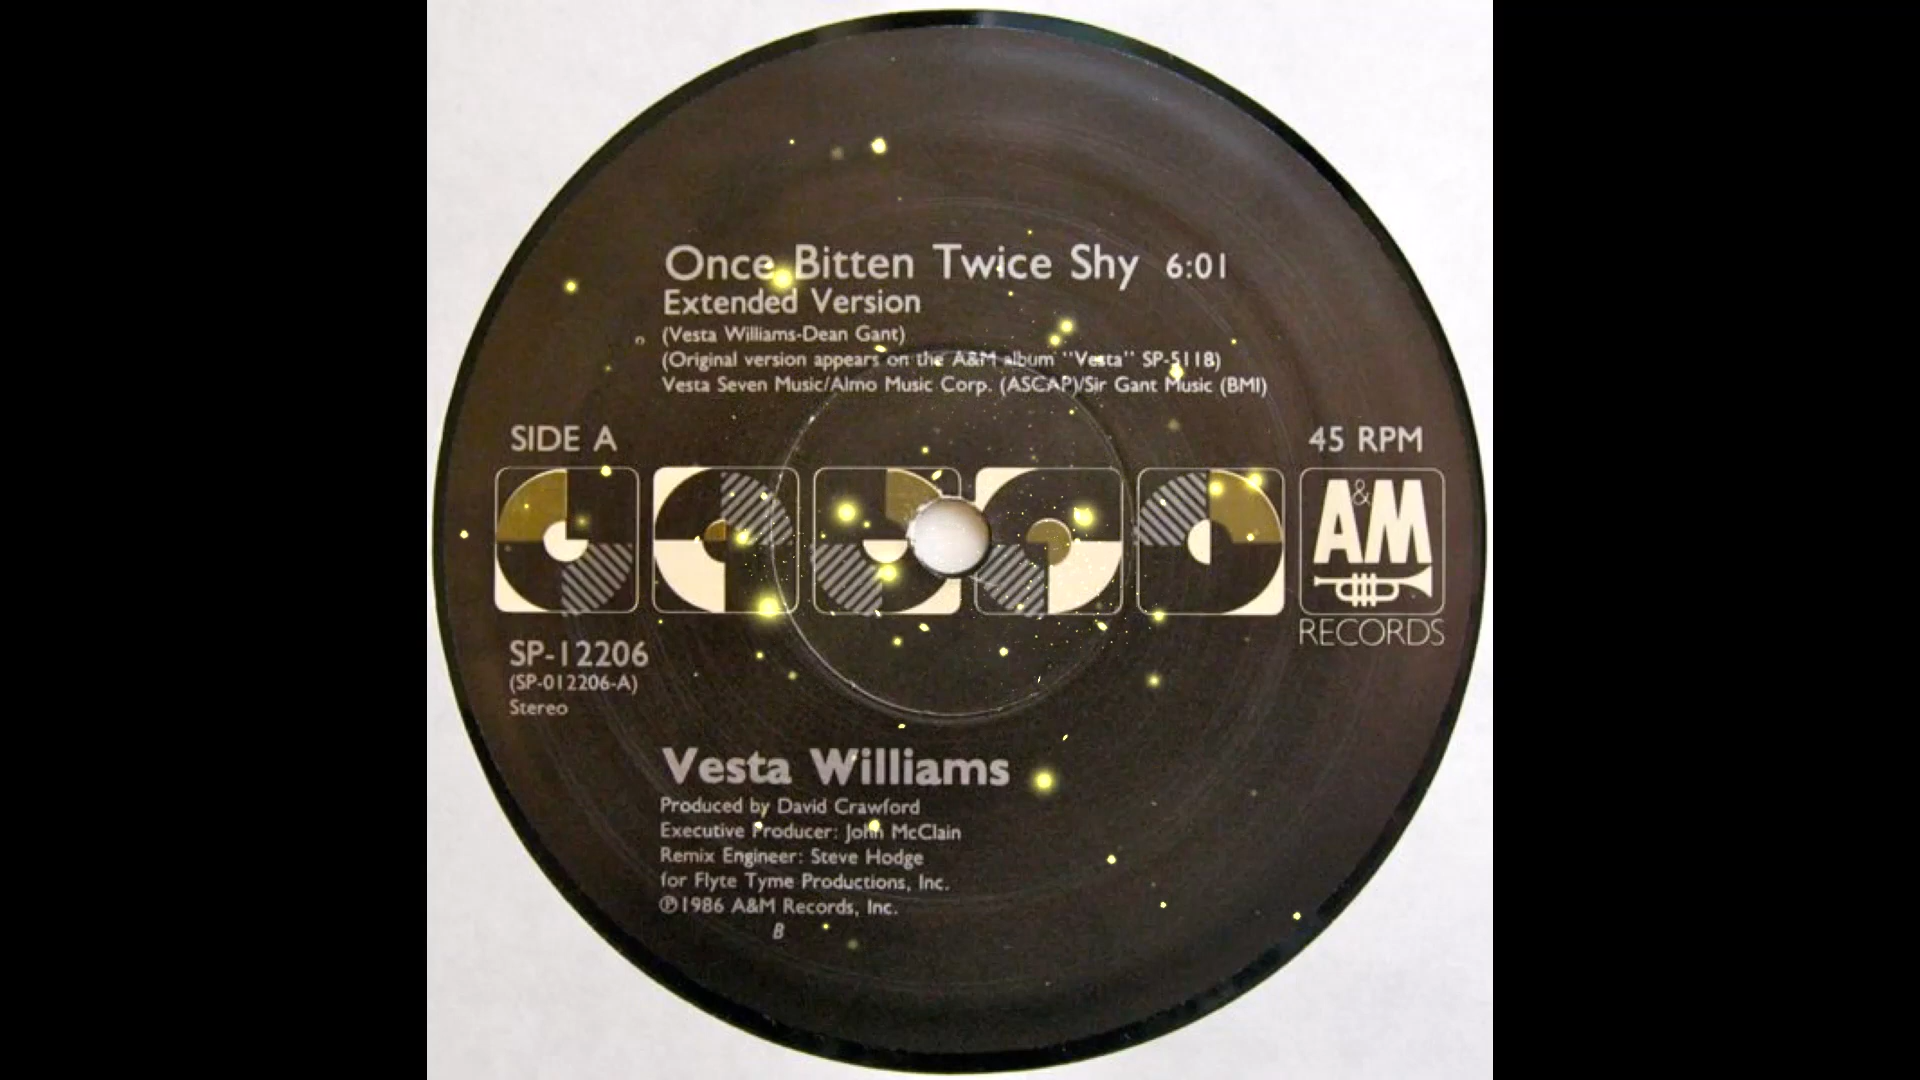 Once Bitten Twice Shy 6:01
Extended Version
(Vesta Williams-Dean Gant)
(Original version appears on the A&M album "Vesta" SP-5118)
Vesta Seven Music/Almo Music Corp. (ASCAP)/Sir Gant Music (BMI)
SIDE A
45 RPM
A&M
RECORDS
SP-12206
(SP-012206-A)
Stereo
Vesta Williams
Produced by David Crawford
Executive Producer: John McClain
Remix Engineer: Steve Hodge
for Flyte Tyme Productions, Inc.
℗1986 A&M Records, Inc.
B